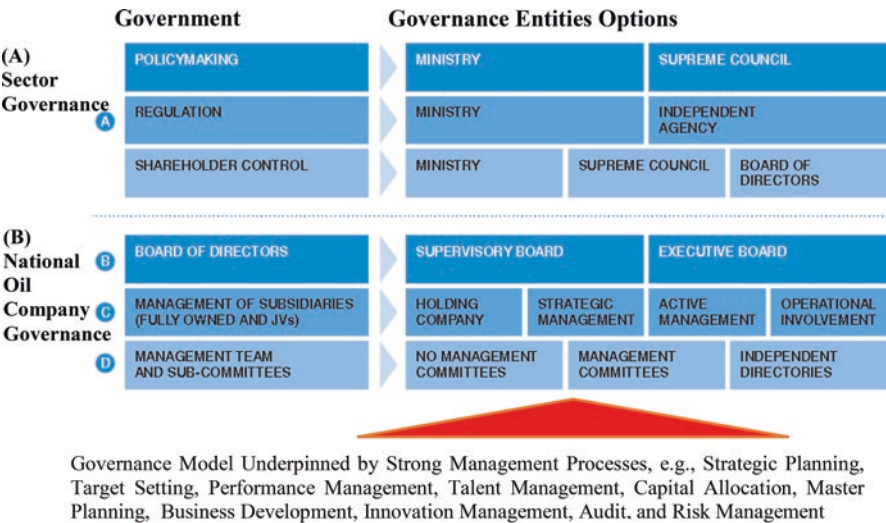 Government
Governance Entities Options
(A)
Sector
Governance
A
POLICYMAKING
MINISTRY
SUPREME COUNCIL
REGULATION
MINISTRY
INDEPENDENT
AGENCY
SHAREHOLDER CONTROL
MINISTRY
SUPREME COUNCIL
BOARD OF
DIRECTORS
(B)
National
Oil
Company
Governance
B
BOARD OF DIRECTORS
SUPERVISORY BOARD
EXECUTIVE BOARD
C
MANAGEMENT OF SUBSIDIARIES
(FULLY OWNED AND JVs)
HOLDING
COMPANY
STRATEGIC
MANAGEMENT
ACTIVE
MANAGEMENT
OPERATIONAL
INVOLVEMENT
D
MANAGEMENT TEAM
AND SUB-COMMITTEES
NO MANAGEMENT
COMMITTEES
MANAGEMENT
COMMITTEES
INDEPENDENT
DIRECTORIES
Governance Model Underpinned by Strong Management Processes, e.g., Strategic Planning,
Target Setting, Performance Management, Talent Management, Capital Allocation, Master
Planning, Business Development, Innovation Management, Audit, and Risk Management